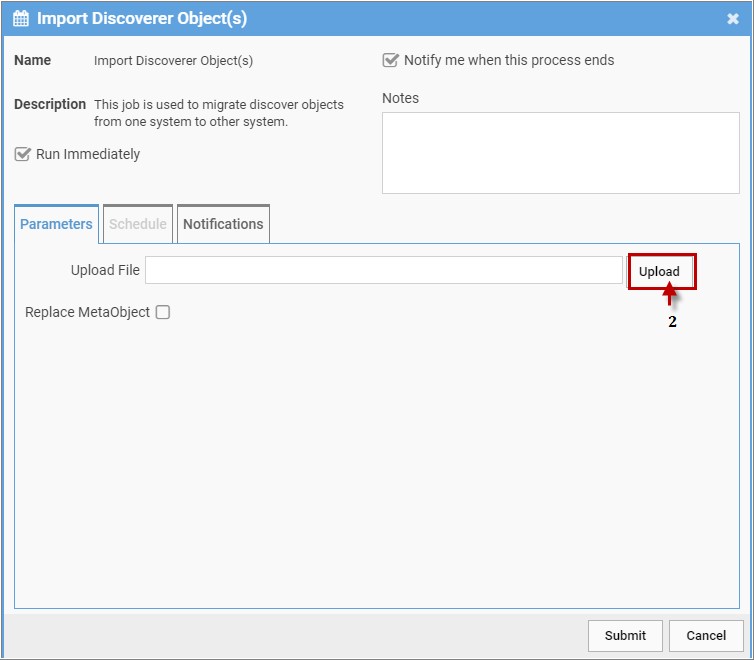 Import Discoverer Object(s)
Name Import Discoverer Object(s)
Notify me when this process ends
Description This job is used to migrate discover objects
from one system to other system.
Notes
Run Immediately
Parameters Schedule Notifications
Upload File Upload
Replace MetaObject
2
Submit Cancel